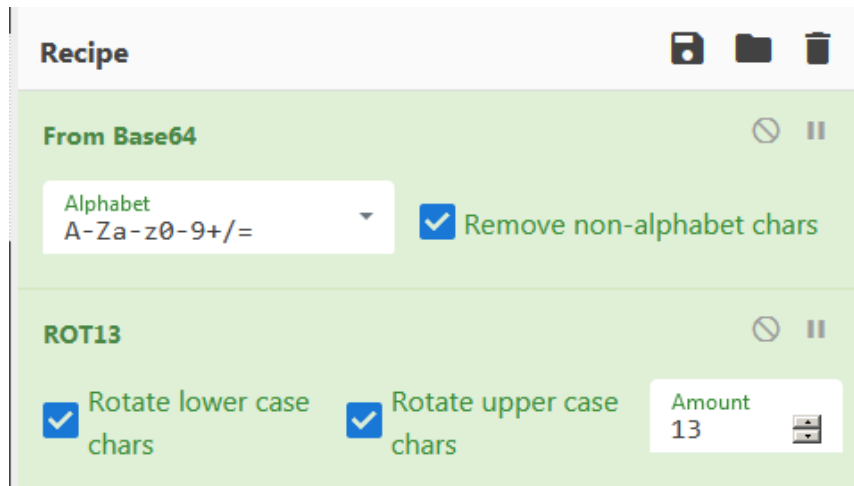 Recipe
From Base64
Alphabet
A-Za-z0-9+/=
Remove non-alphabet chars
ROT13
Rotate lower case
chars
Rotate upper case
chars
Amount
13